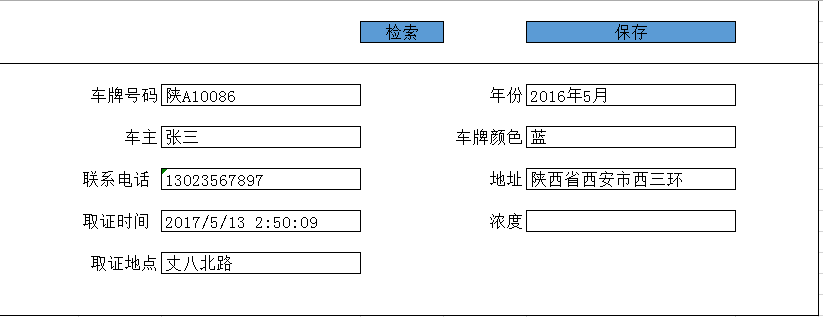 检索 保存
车牌号码 陕A10086 年份 2016年5月
车主 张三 车牌颜色 蓝
联系电话 13023567897 地址 陕西省西安市西三环
取证时间 2017/5/13 2:50:09 浓度
取证地点 丈八北路